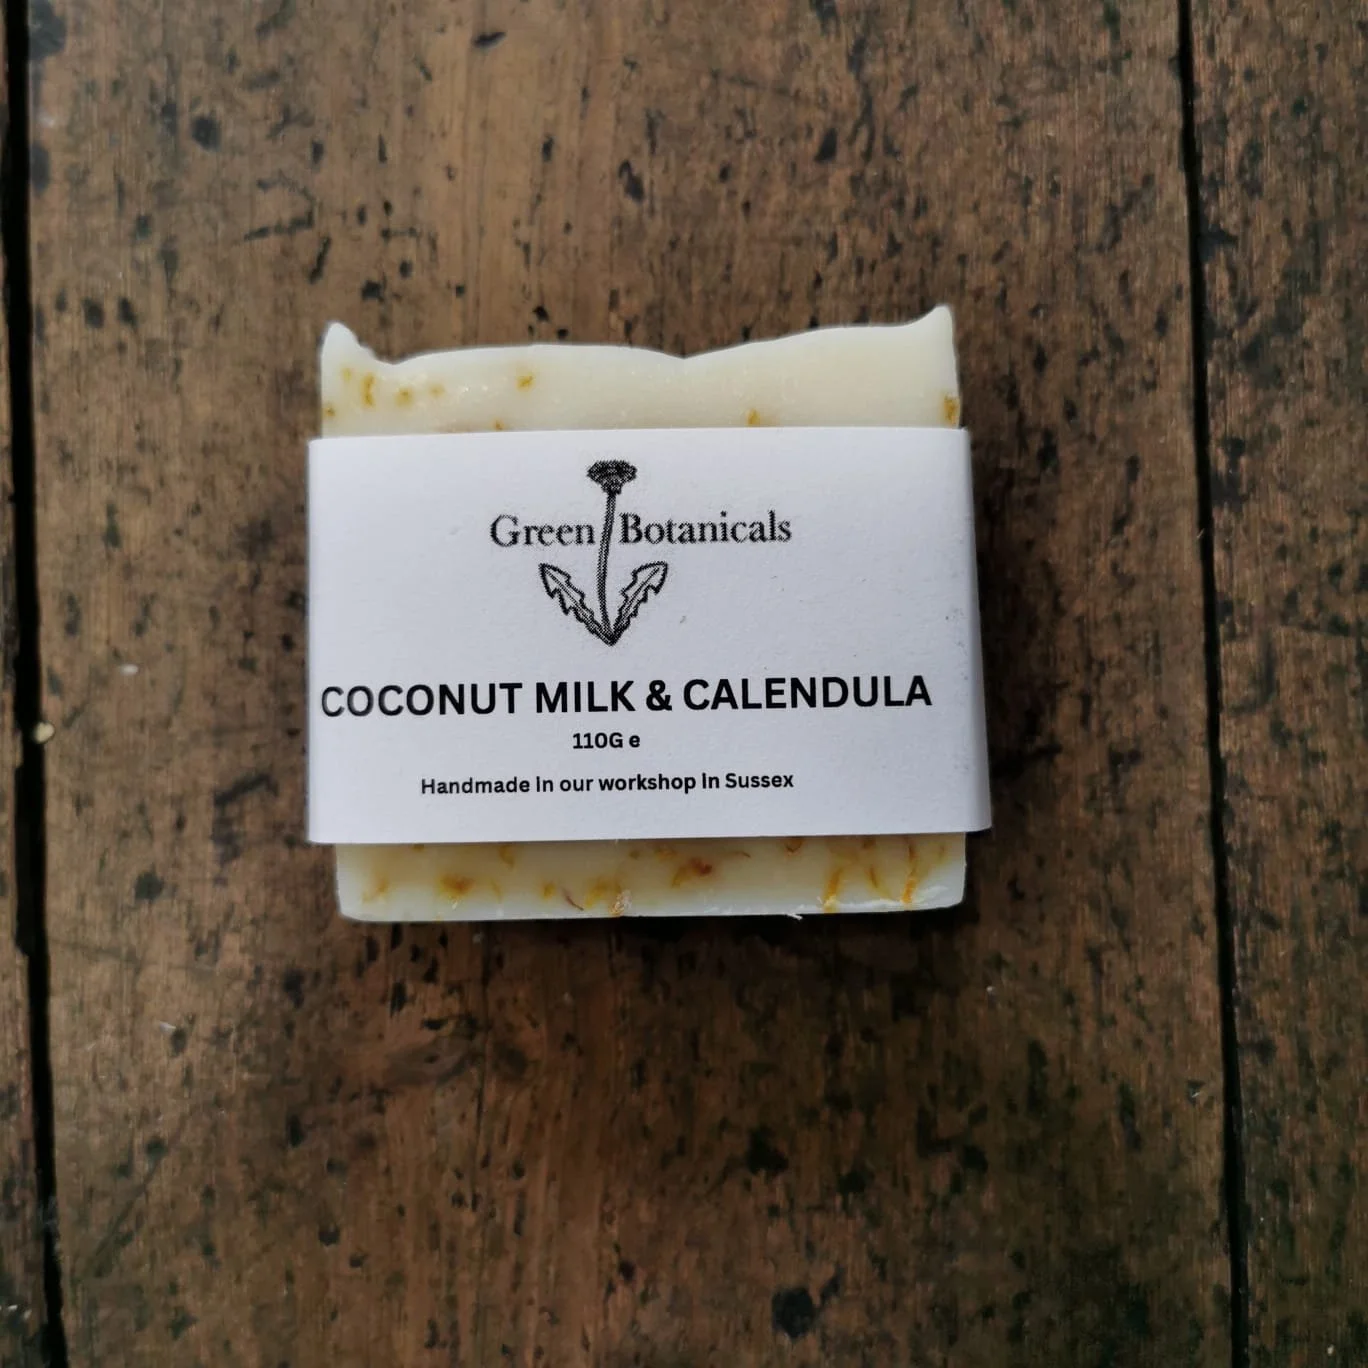 Green Botanicals
COCONUT MILK & CALENDULA
110G e
Handmade in our workshop in Sussex